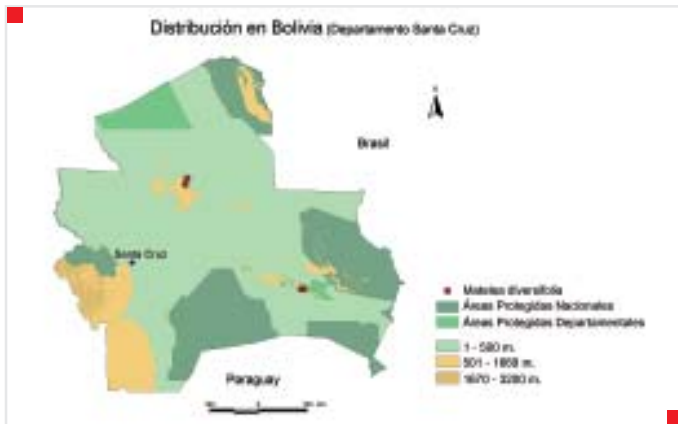 Distribución en Bolivia (Departamento Santa Cruz)
Brasil
Santa Cruz
Matelea diversifolia
Áreas Protegidas Nacionales
Áreas Protegidas Departamentales
1 - 500 m.
Paraguay